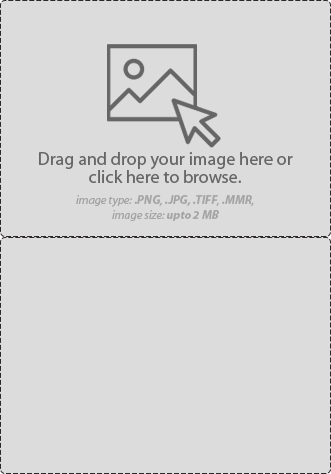 Drag and drop your image here or
click here to browse.
image type: .PNG, .JPG, .TIFF, .MMR,
image size: upto 2 MB